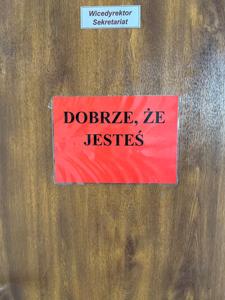 Wicedyrektor
Sekretariat
DOBRZE, ŻE
JESTEŚ